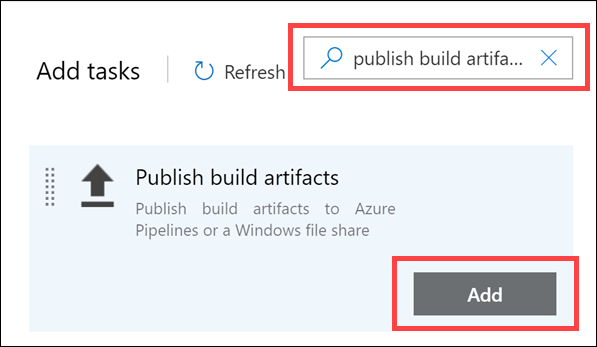 Add tasks
Refresh
publish build artifa...
Publish build artifacts
Publish build artifacts to Azure
Pipelines or a Windows file share
Add